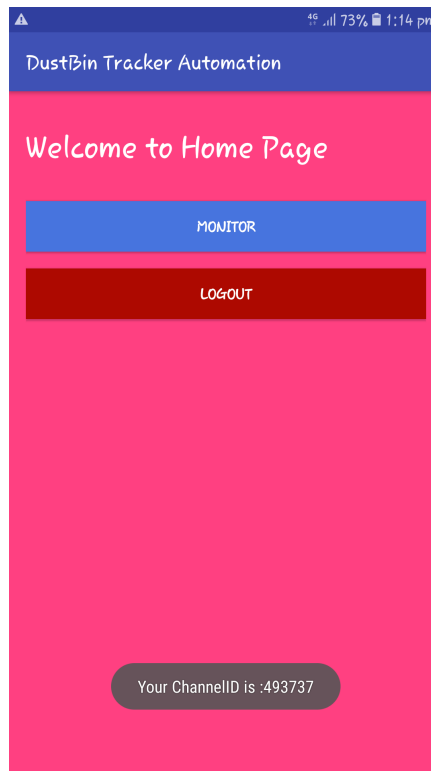 4G 73% 1:14 pm
DustBin Tracker Automation
Welcome to Home Page
MONITOR
LOGOUT
Your ChannelID is :493737